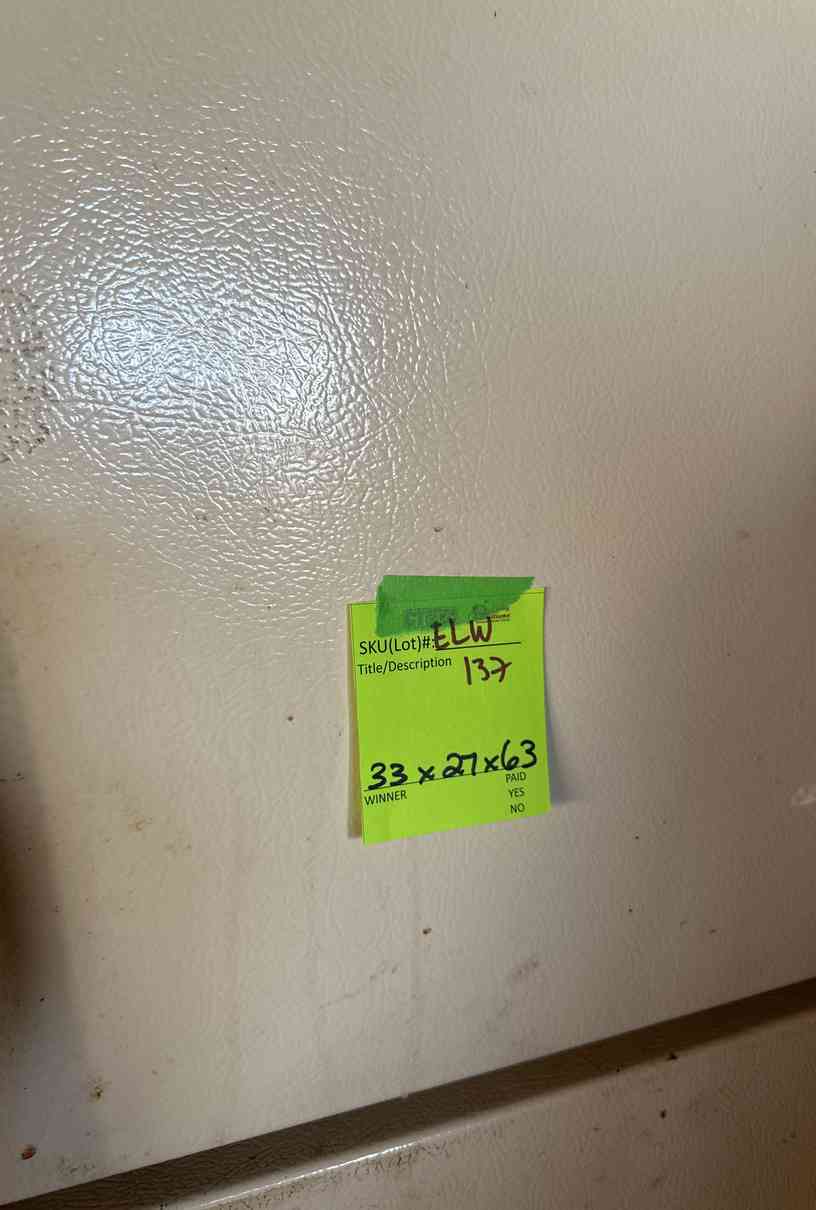 SKU(Lot)#: ELW
Title/Description 137
33 x 27 x 63
WINNER PAID
YES
NO